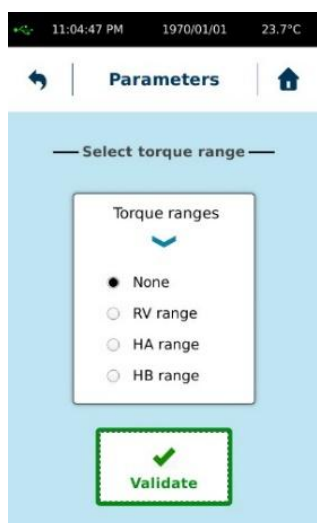 11:04:47 PM 1970/01/01 23.7°C
Parameters
Select torque range
Torque ranges
None
RV range
HA range
HB range
Validate